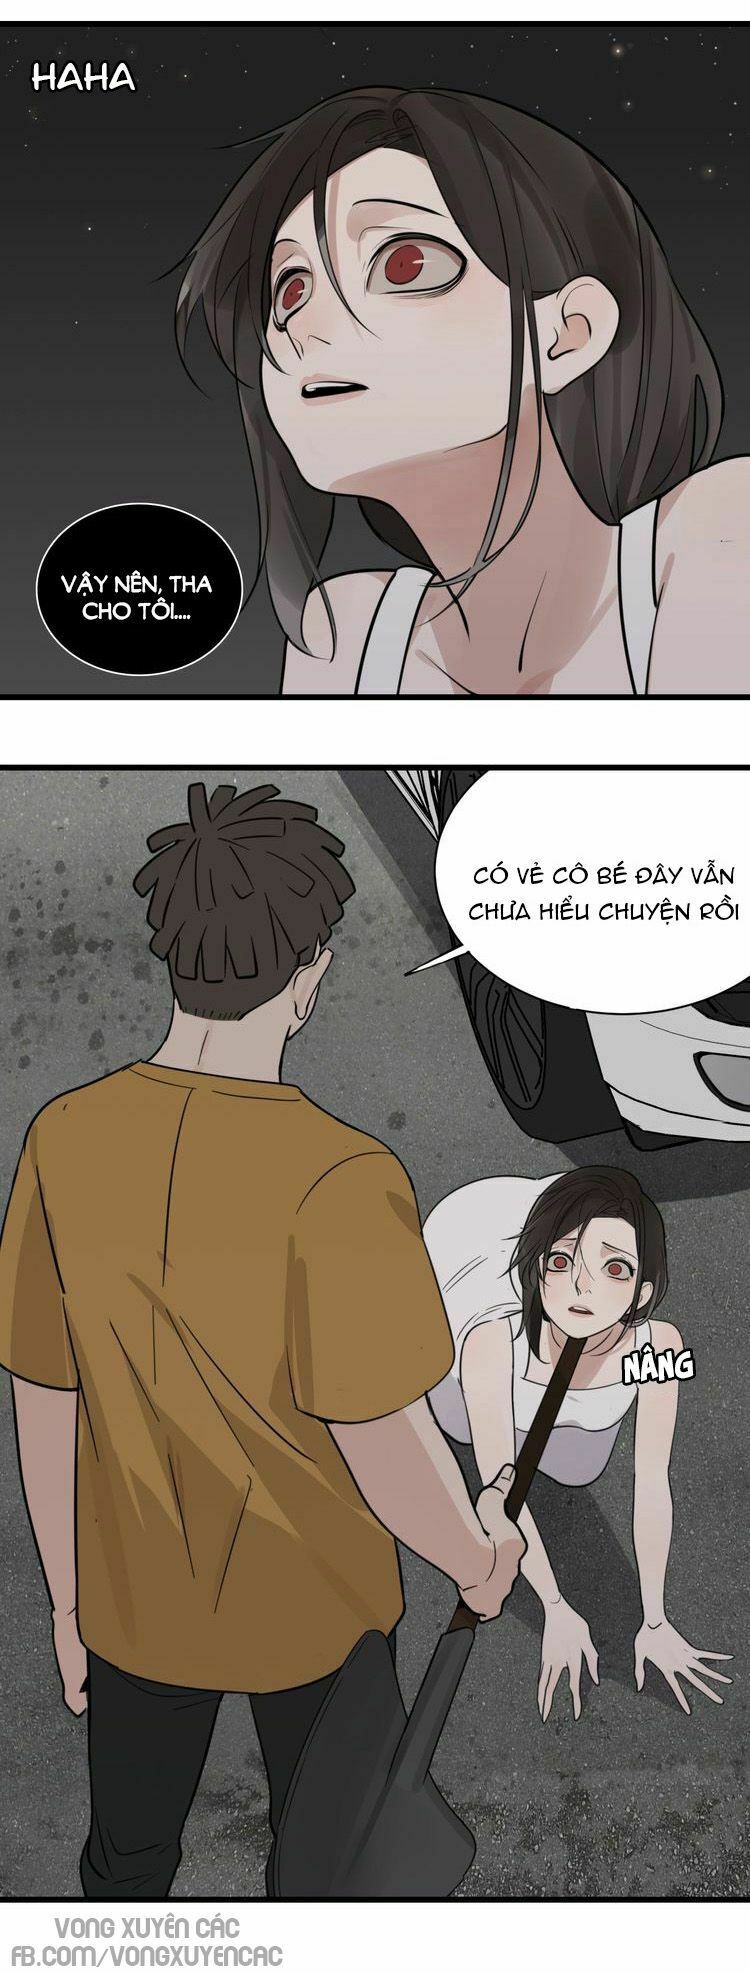 HAHA
VẬY NÊN, THA
CHO TÔI....
CÓ VẺ CÔ BÉ ĐÂY VẪN
CHƯA HIỂU CHUYỆN RỒI
NÂNG
VONG XUYÊN CÁC
FB.COM/VONGXUYENCAC